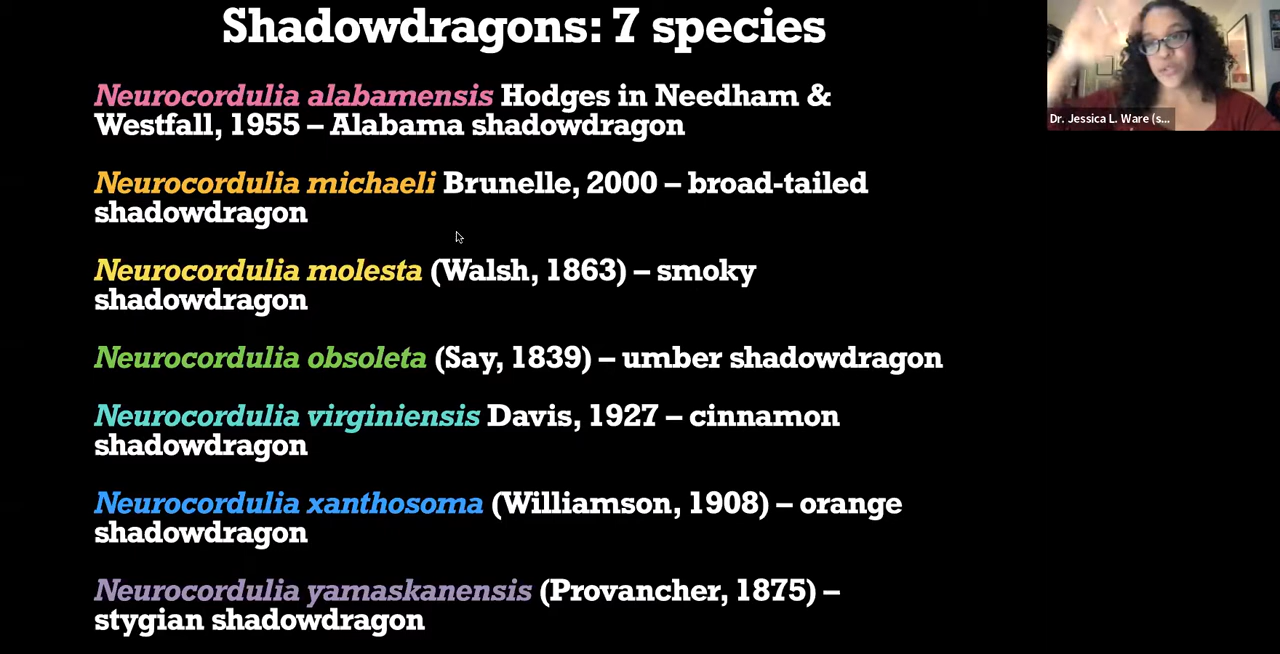 Shadowdragons: 7 species
Neurocordulia alabamensis Hodges in Needham &
Westfall, 1955 – Alabama shadowdragon
Neurocordulia michaeli Brunelle, 2000 – broad-tailed
shadowdragon
Neurocordulia molesta (Walsh, 1863) – smoky
shadowdragon
Neurocordulia obsoleta (Say, 1839) – umber shadowdragon
Neurocordulia virginiensis Davis, 1927 – cinnamon
shadowdragon
Neurocordulia xanthosoma (Williamson, 1908) – orange
shadowdragon
Neurocordulia yamaskanensis (Provancher, 1875) –
stygian shadowdragon
Dr. Jessica L. Ware (s...